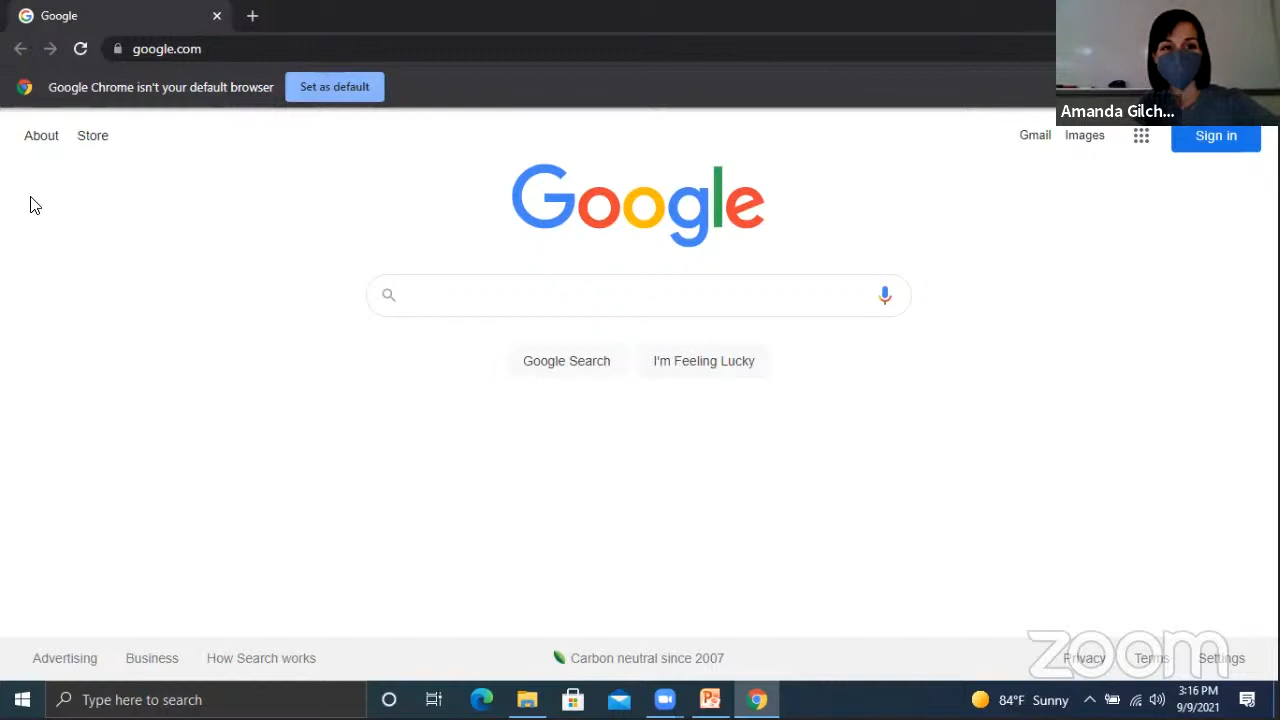 Google
google.com
Google Chrome isn't your default browser
Set as default
Amanda Gilch...
About Store
Gmail Images Sign in
Google
Google Search I'm Feeling Lucky
Advertising Business How Search works
Carbon neutral since 2007
Privacy Terms Settings
zoom
Type here to search
84°F Sunny
3:16 PM
9/9/2021